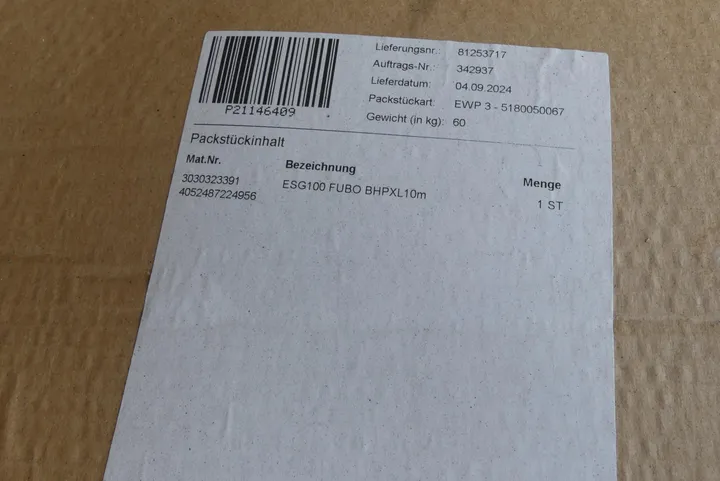 P21146409
Lieferungsnr.: 81253717
Auftrags-Nr.: 342937
Lieferdatum: 04.09.2024
Packstückart: EWP 3 - 5180050067
Gewicht (in kg): 60
Packstückinhalt
Mat.Nr. Bezeichnung Menge
3030323391 ESG100 FUBO BHPXL10m 1 ST
4052487224956